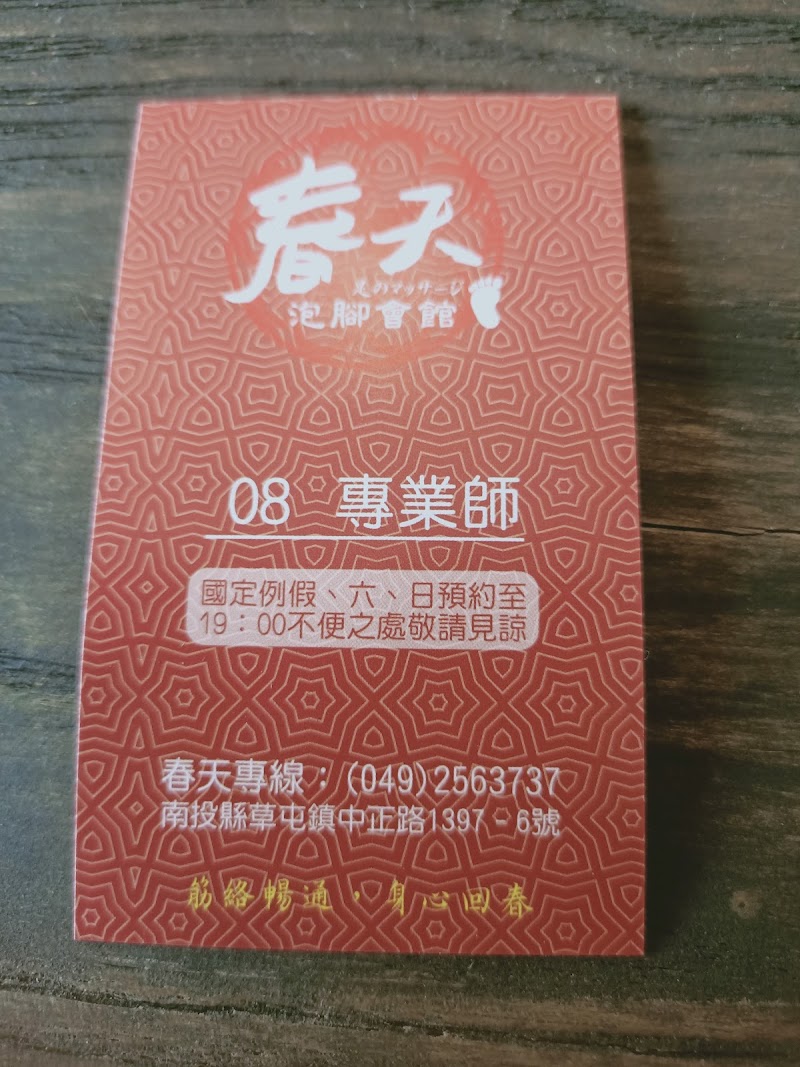 春天
足のマッサージ
泡腳會館
08 專業師
國定例假、六、日預約至
19：00不便之處敬請見諒
春天專線：(049)2563737
南投縣草屯鎮中正路1397－6號
筋絡暢通，身心回春